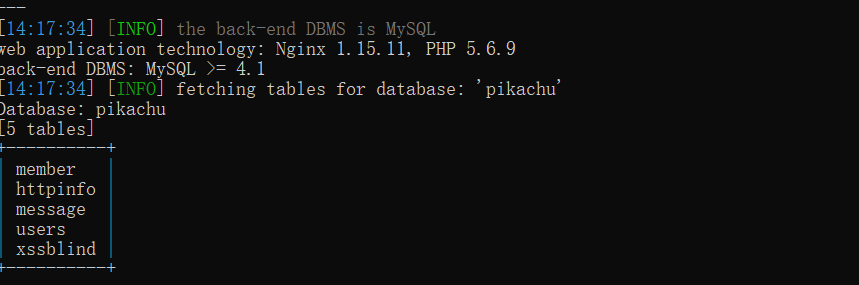 ---
[14:17:34] [INFO] the back-end DBMS is MySQL
web application technology: Nginx 1.15.11, PHP 5.6.9
back-end DBMS: MySQL >= 4.1
[14:17:34] [INFO] fetching tables for database: 'pikachu'
Database: pikachu
[5 tables]
+----------+
| member   |
| httpinfo |
| message  |
| users    |
| xssblind |
+----------+